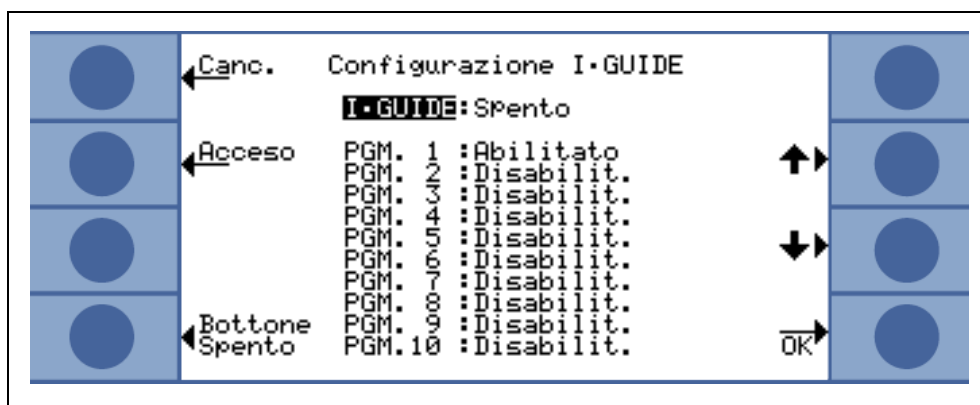 Canc.
Configurazione I·GUIDE
I·GUIDE:Spento
Acceso
PGM. 1 :Abilitato
PGM. 2 :Disabilit.
PGM. 3 :Disabilit.
PGM. 4 :Disabilit.
PGM. 5 :Disabilit.
PGM. 6 :Disabilit.
PGM. 7 :Disabilit.
PGM. 8 :Disabilit.
PGM. 9 :Disabilit.
PGM.10 :Disabilit.
Bottone
Spento
OK